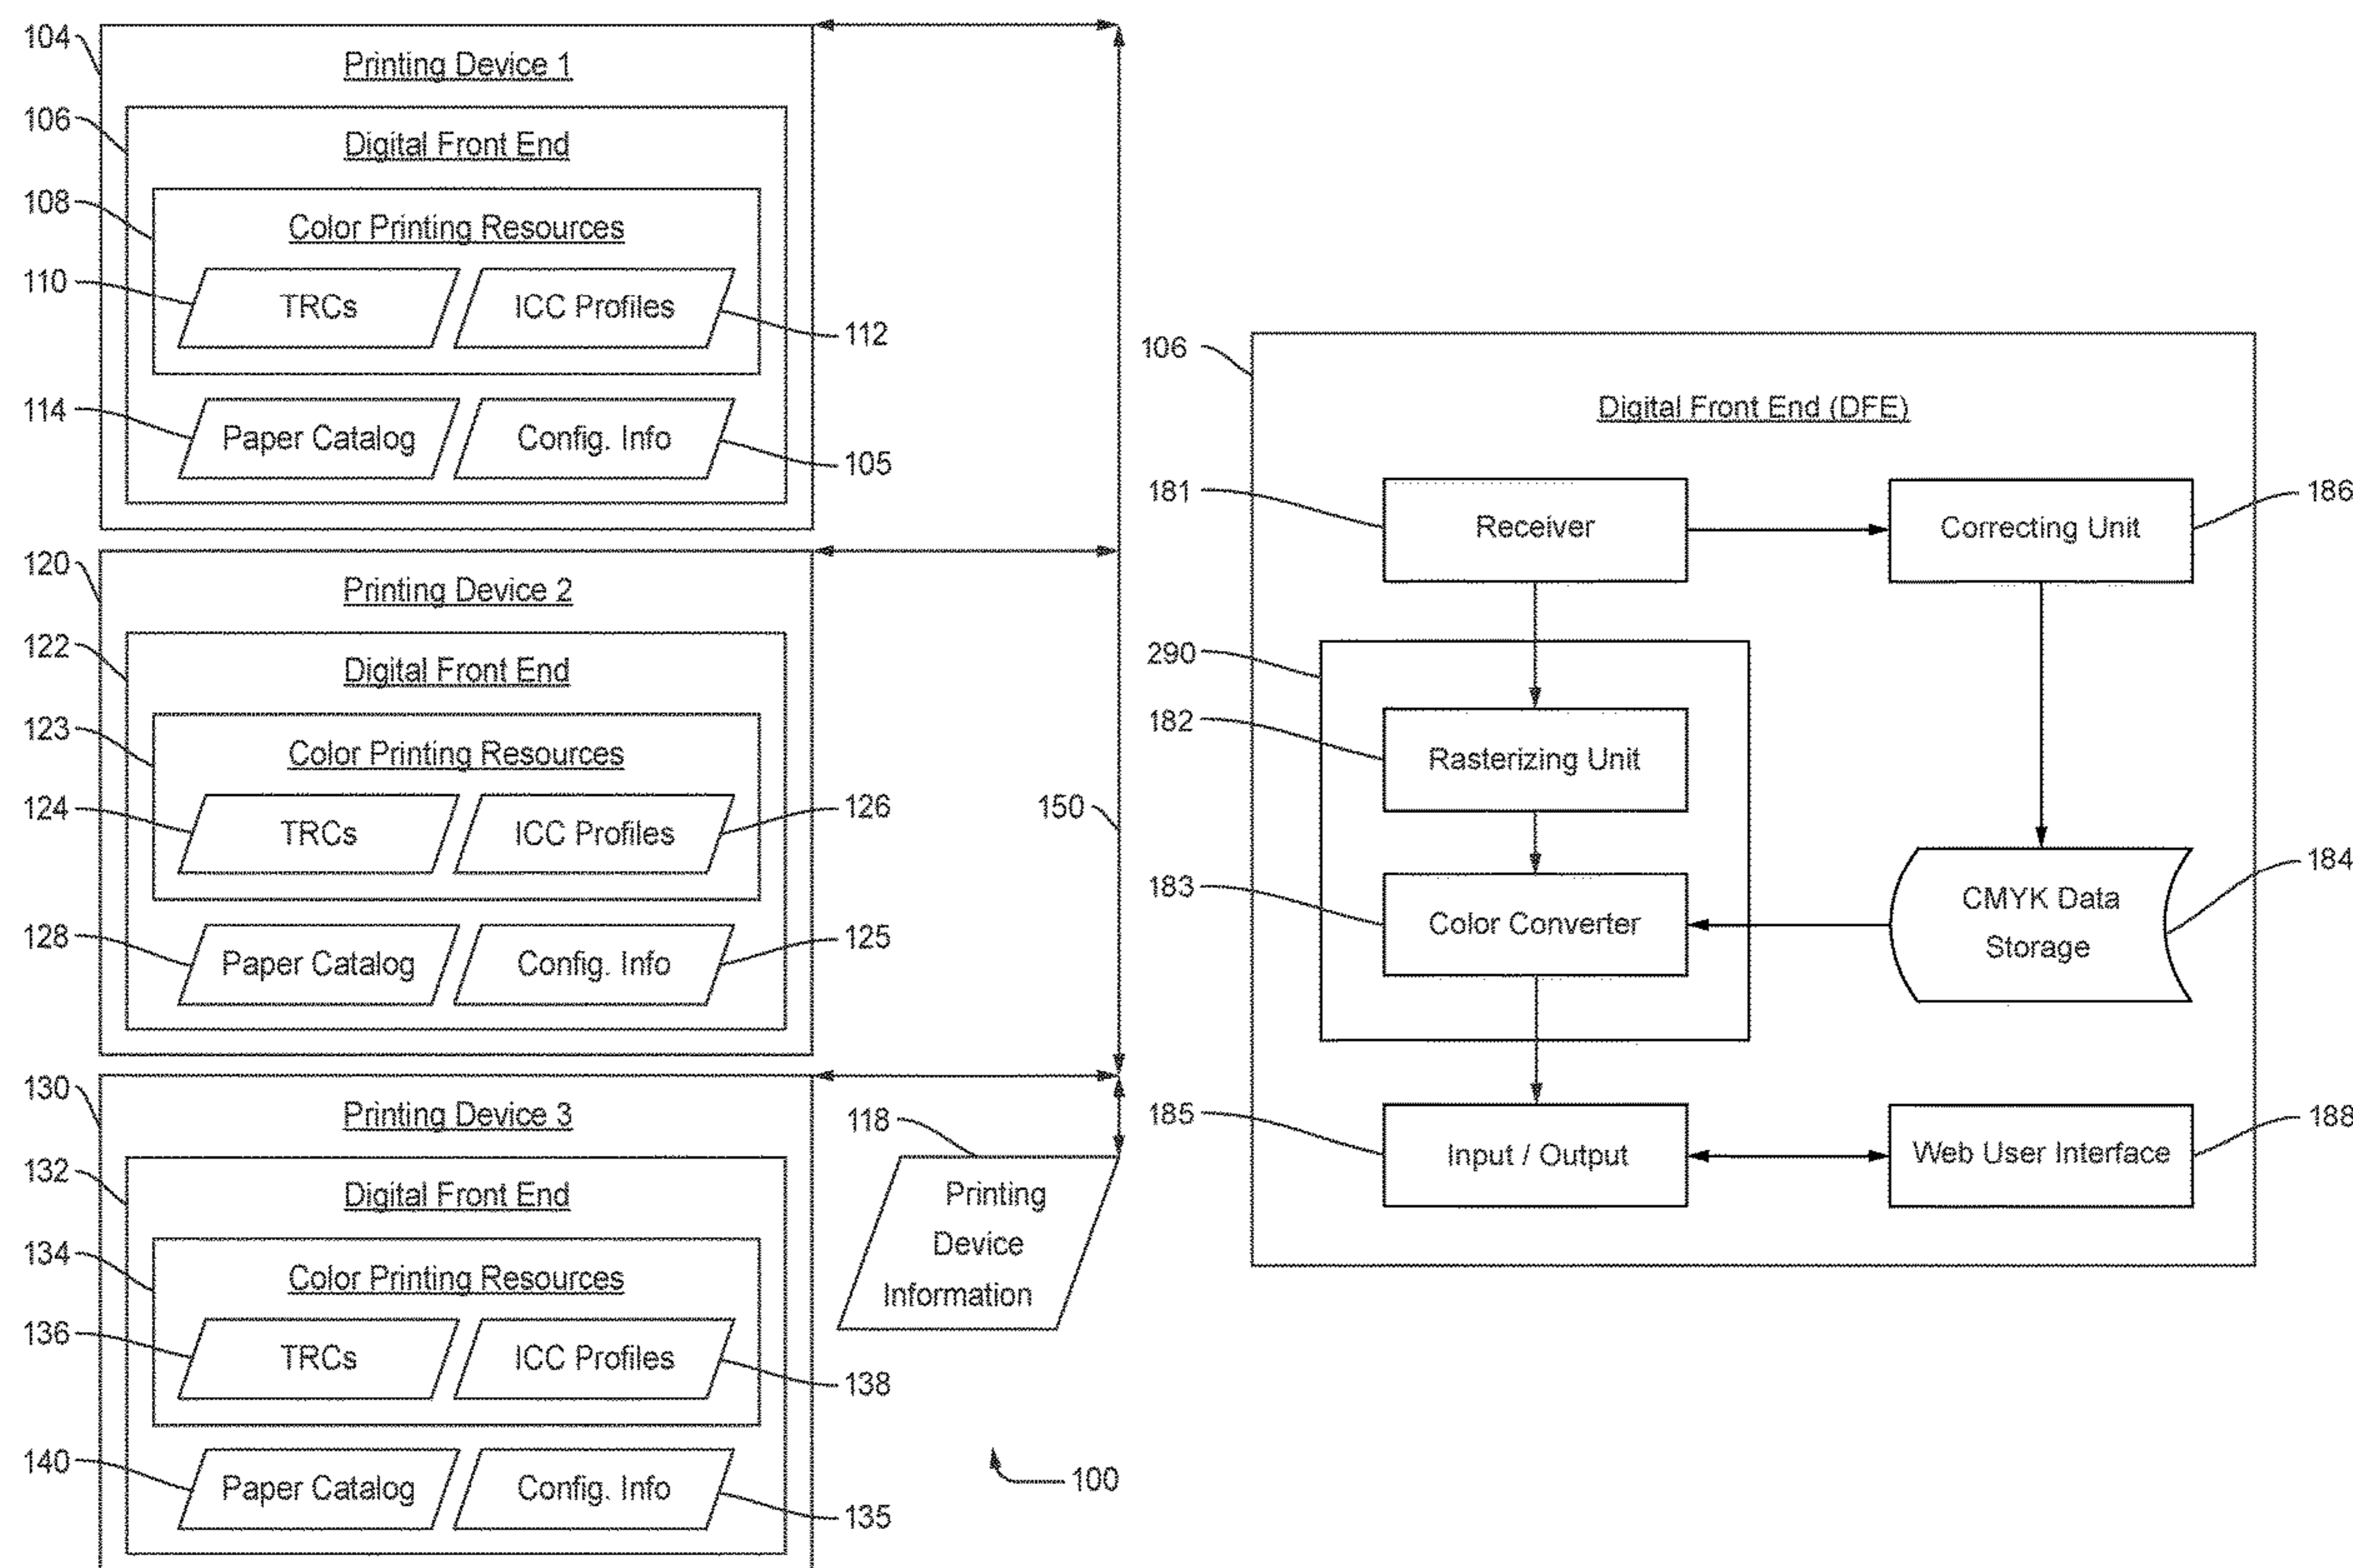 104
Printing Device 1
106
Digital Front End
108
Color Printing Resources
110
TRCs
ICC Profiles
112
114
Paper Catalog
Config. Info
105
120
Printing Device 2
122
Digital Front End
123
Color Printing Resources
124
TRCs
ICC Profiles
126
128
Paper Catalog
Config. Info
125
150
130
Printing Device 3
132
Digital Front End
134
Color Printing Resources
136
TRCs
ICC Profiles
138
140
Paper Catalog
Config. Info
135
118
Printing
Device
Information
100
106
Digital Front End (DFE)
181
Receiver
Correcting Unit
186
290
182
Rasterizing Unit
183
Color Converter
CMYK Data
Storage
184
185
Input / Output
Web User Interface
188